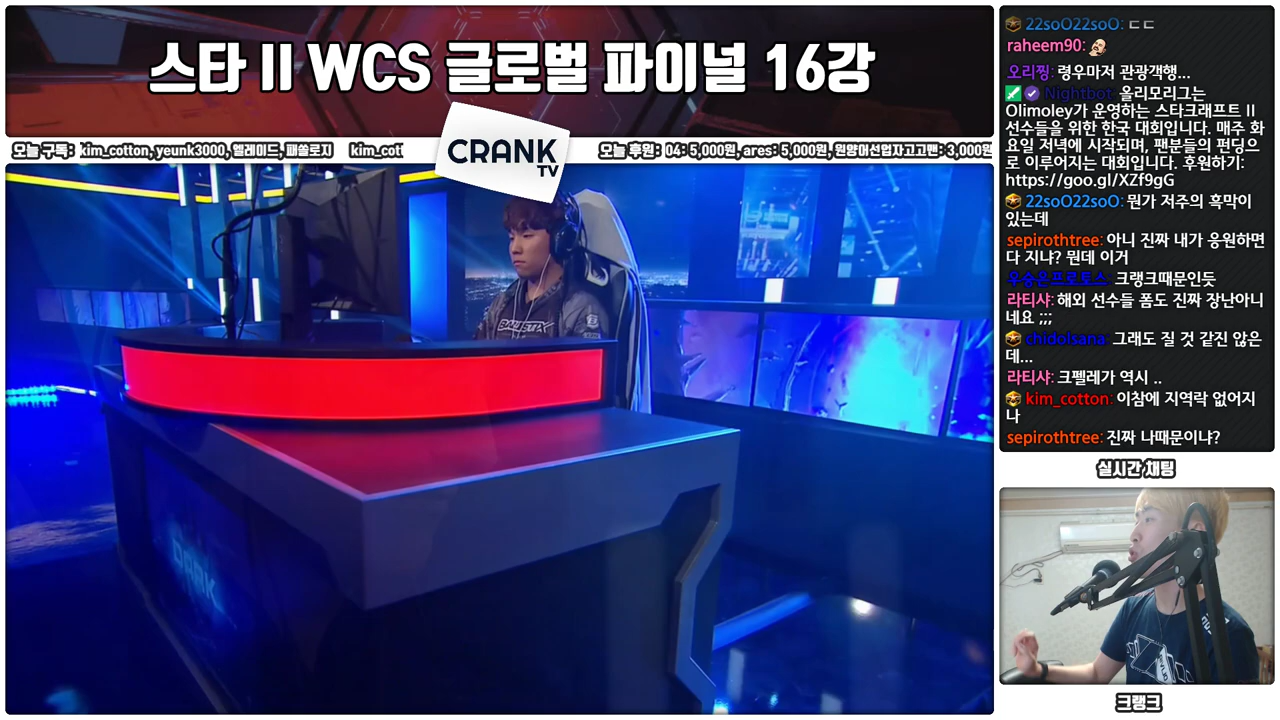 스타 II WCS 글로벌 파이널 16강
오늘 구독: kim_cotton, yeunk3000, 엘레이드, 패쏠로지 kim_cott
CRANK
TV
오늘 후원: 04: 5,000원, ares: 5,000원, 원양어선업자고고맨: 3,000원
BALLISTIX
DARK
22soO22soO: ㄷㄷ
raheem90:
오리찡: 령우마저 관광객행...
Nightbot: 올리모리그는
Olimoley가 운영하는 스타크래프트 II
선수들을 위한 한국 대회입니다. 매주 화
요일 저녁에 시작되며, 팬분들의 펀딩으
로 이루어지는 대회입니다. 후원하기:
https://goo.gl/XZf9gG
22soO22soO: 뭔가 저주의 흑막이
있는데
sepirothtree: 아니 진짜 내가 응원하면
다 지냐? 뭔데 이거
우승은프로토스: 크랭크때문인듯
라티샤: 해외 선수들 폼도 진짜 장난아니
네요 ;;;
chidolsana: 그래도 질 것 같진 않은
데...
라티샤: 크펠레가 역시 ..
kim_cotton: 이참에 지역락 없어지
나
sepirothtree: 진짜 나때문이냐?
실시간 채팅
크랭크